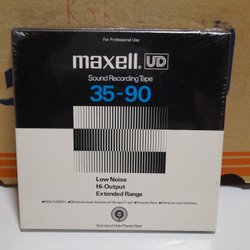 For Professional Use
maxell UD
Sound Recording Tape
35-90
Low Noise
Hi-Output
Extended Range
Standard Hub-Plastic Reel